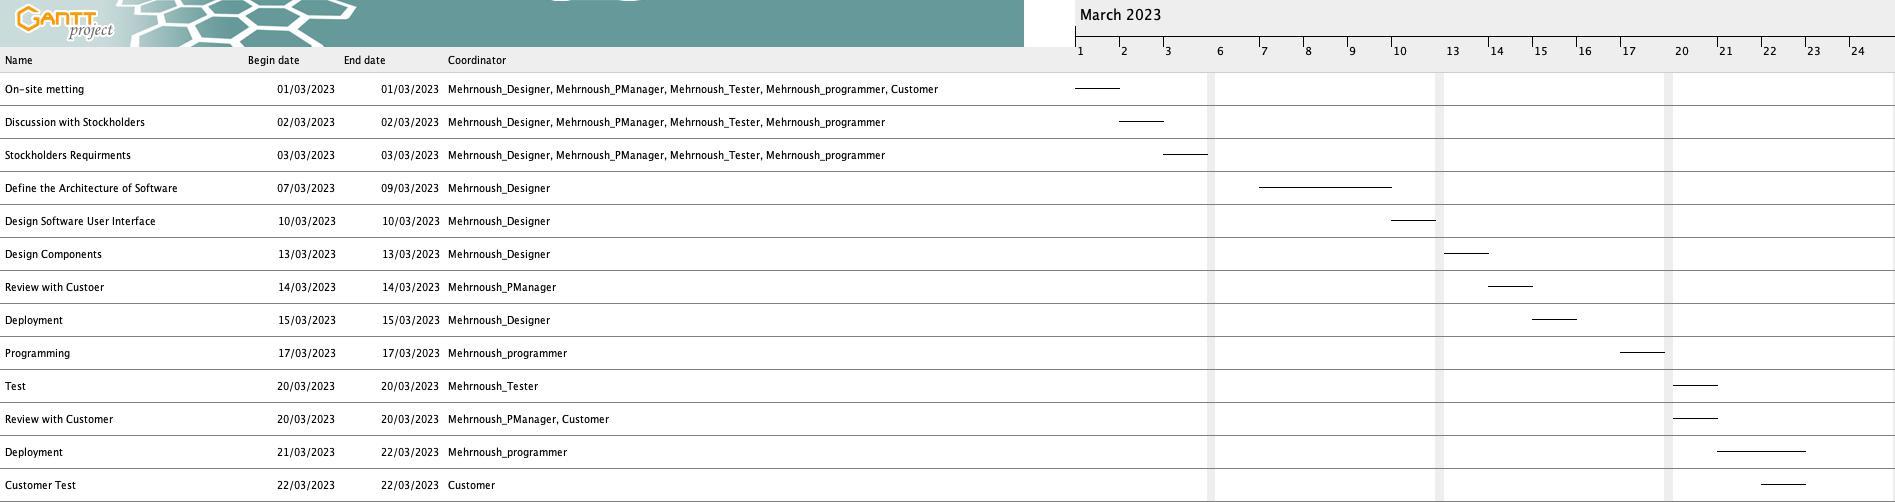 GANTT
project
March 2023
1 2 3 6 7 8 9 10 13 14 15 16 17 20 21 22 23 24
Name Begin date End date Coordinator
On-site metting 01/03/2023 01/03/2023 Mehrnoush_Designer, Mehrnoush_PManager, Mehrnoush_Tester, Mehrnoush_programmer, Customer
Discussion with Stockholders 02/03/2023 02/03/2023 Mehrnoush_Designer, Mehrnoush_PManager, Mehrnoush_Tester, Mehrnoush_programmer
Stockholders Requirments 03/03/2023 03/03/2023 Mehrnoush_Designer, Mehrnoush_PManager, Mehrnoush_Tester, Mehrnoush_programmer
Define the Architecture of Software 07/03/2023 09/03/2023 Mehrnoush_Designer
Design Software User Interface 10/03/2023 10/03/2023 Mehrnoush_Designer
Design Components 13/03/2023 13/03/2023 Mehrnoush_Designer
Review with Custoer 14/03/2023 14/03/2023 Mehrnoush_PManager
Deployment 15/03/2023 15/03/2023 Mehrnoush_Designer
Programming 17/03/2023 17/03/2023 Mehrnoush_programmer
Test 20/03/2023 20/03/2023 Mehrnoush_Tester
Review with Customer 20/03/2023 20/03/2023 Mehrnoush_PManager, Customer
Deployment 21/03/2023 22/03/2023 Mehrnoush_programmer
Customer Test 22/03/2023 22/03/2023 Customer